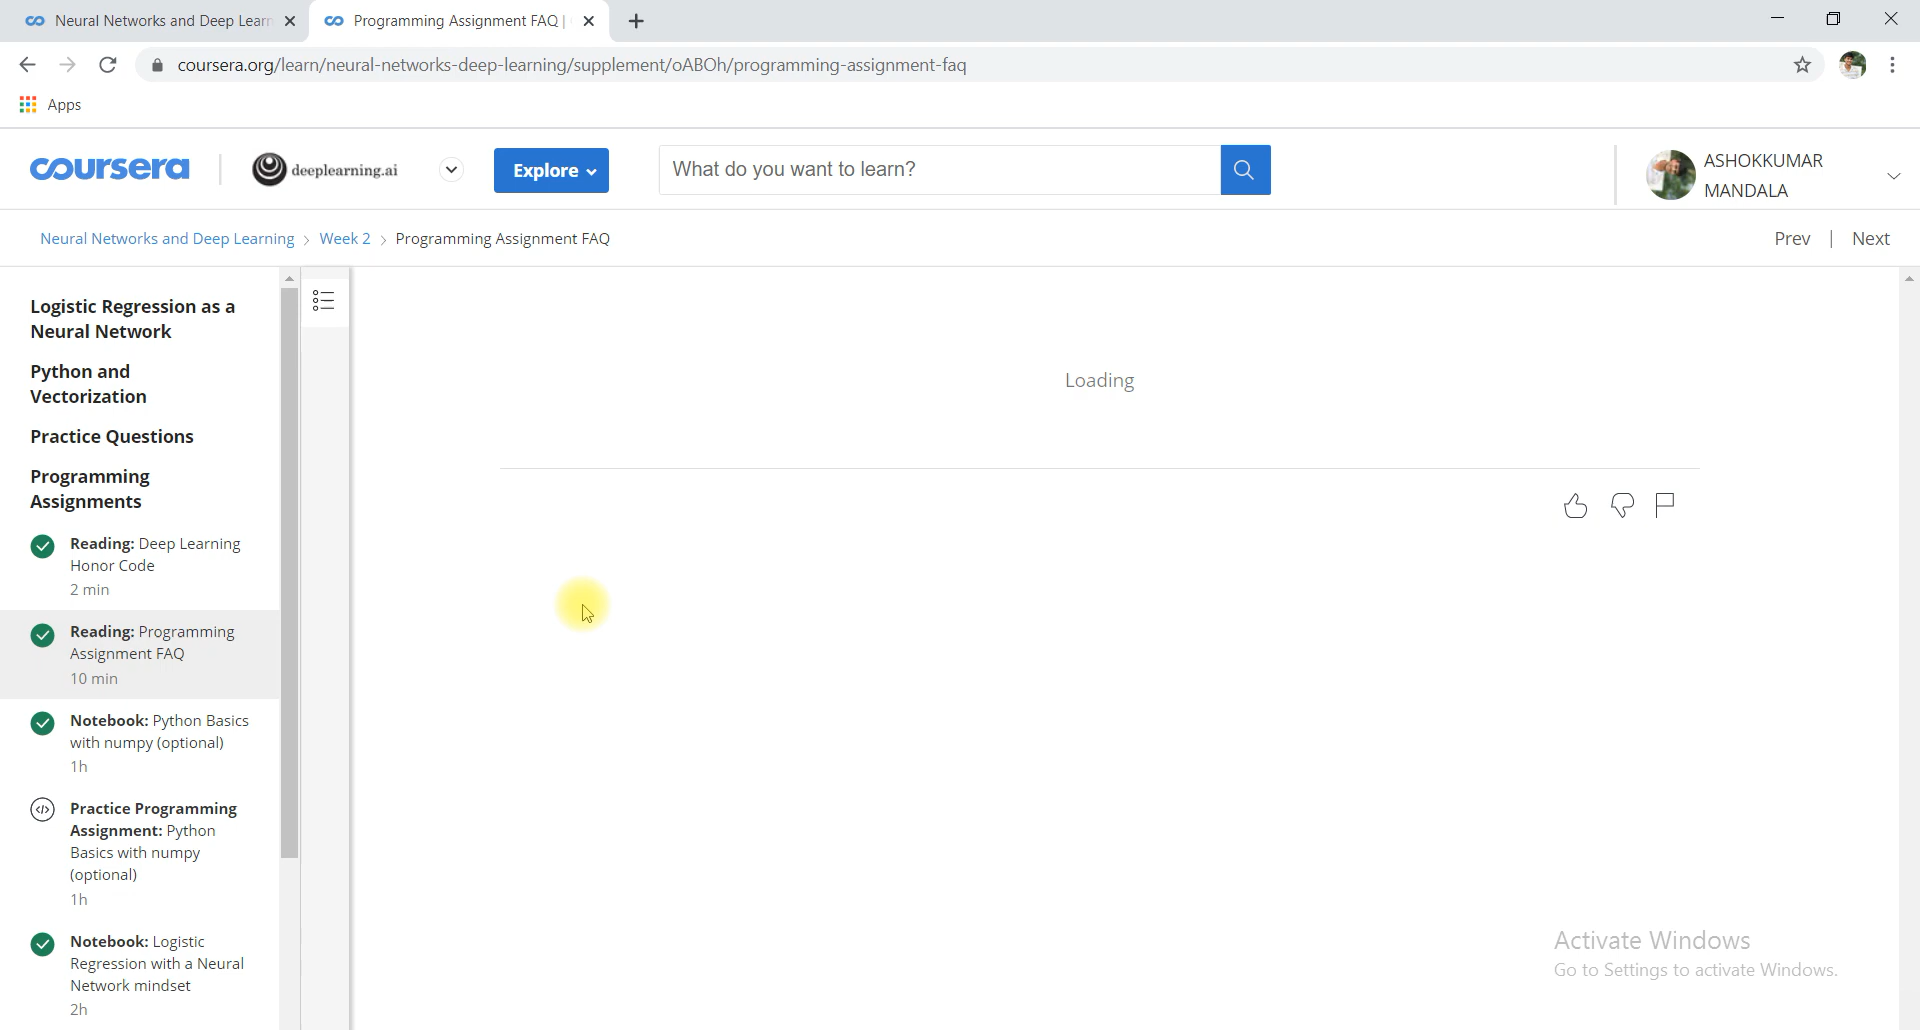 Neural Networks and Deep Learn
Programming Assignment FAQ |
coursera.org/learn/neural-networks-deep-learning/supplement/oABOh/programming-assignment-faq
Apps
coursera
deeplearning.ai
Explore
What do you want to learn?
ASHOKKUMAR
MANDALA
Neural Networks and Deep Learning > Week 2 > Programming Assignment FAQ
Prev | Next
Logistic Regression as a
Neural Network
Python and
Vectorization
Practice Questions
Programming
Assignments
Reading: Deep Learning
Honor Code
2 min
Reading: Programming
Assignment FAQ
10 min
Notebook: Python Basics
with numpy (optional)
1h
Practice Programming
Assignment: Python
Basics with numpy
(optional)
1h
Notebook: Logistic
Regression with a Neural
Network mindset
2h
Loading
Activate Windows
Go to Settings to activate Windows.